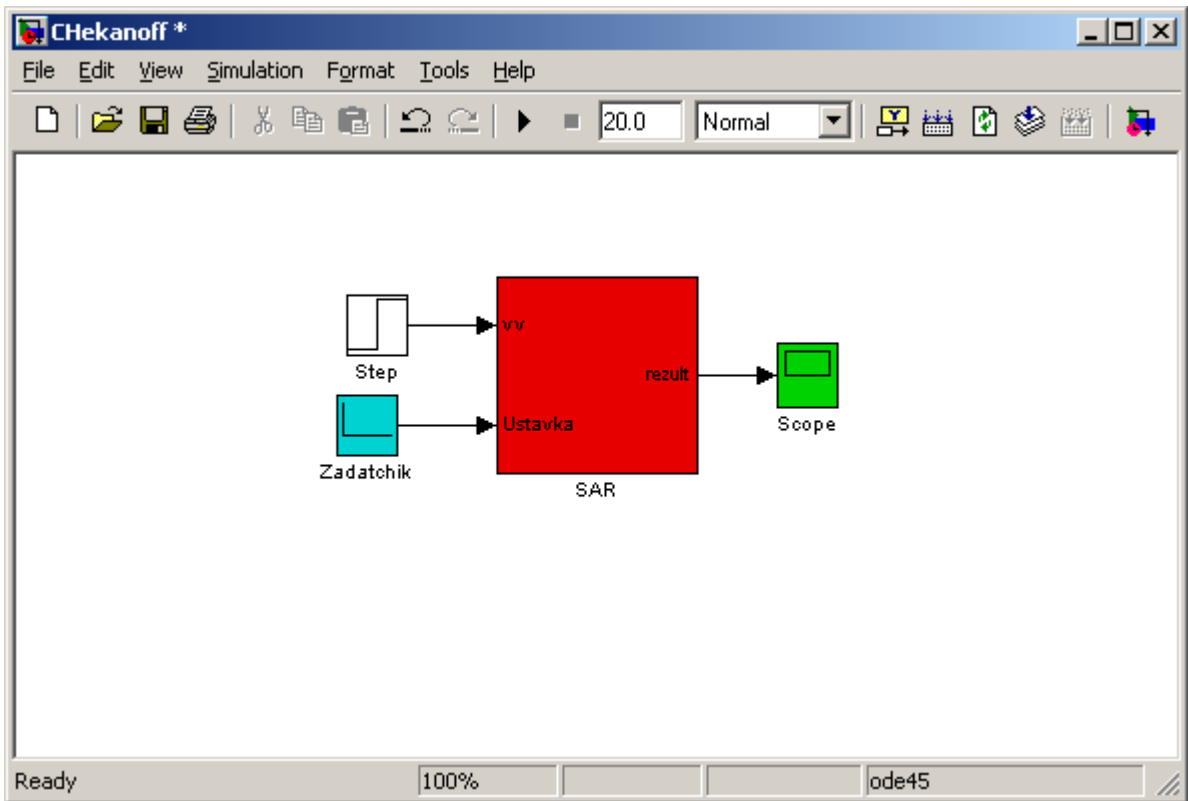 CHekanoff *
File Edit View Simulation Format Tools Help
20.0 Normal
vv
Step
rezult
Ustavka
Scope
Zadatchik
SAR
Ready 100% ode45